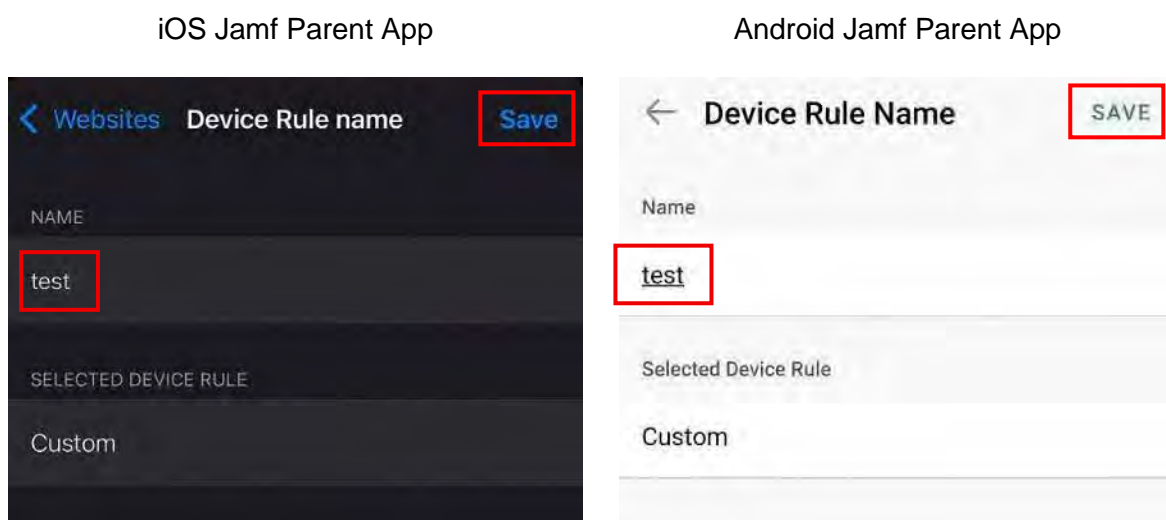 iOS Jamf Parent App
Websites Device Rule name Save
NAME
test
SELECTED DEVICE RULE
Custom
Android Jamf Parent App
Device Rule Name SAVE
Name
test
Selected Device Rule
Custom